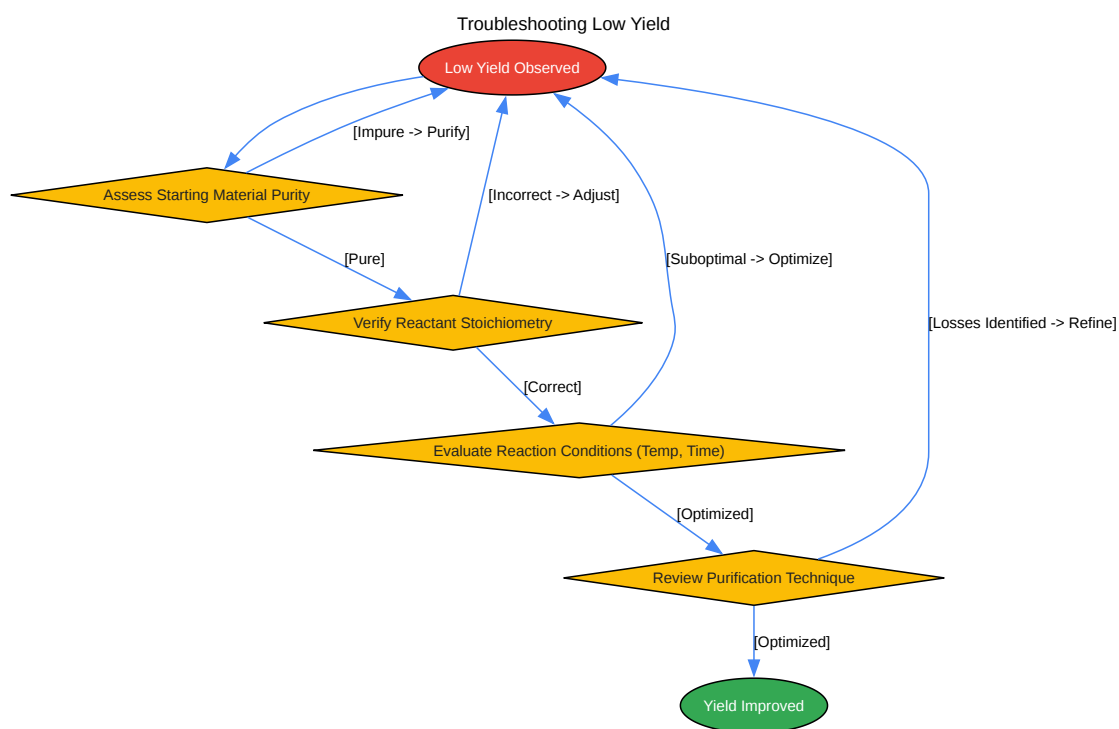 Troubleshooting Low Yield
Low Yield Observed
[Impure -> Purify]
Assess Starting Material Purity
[Incorrect -> Adjust]
[Pure]
[Suboptimal -> Optimize]
Verify Reactant Stoichiometry
[Losses Identified -> Refine]
[Correct]
Evaluate Reaction Conditions (Temp, Time)
[Optimized]
Review Purification Technique
[Optimized]
Yield Improved